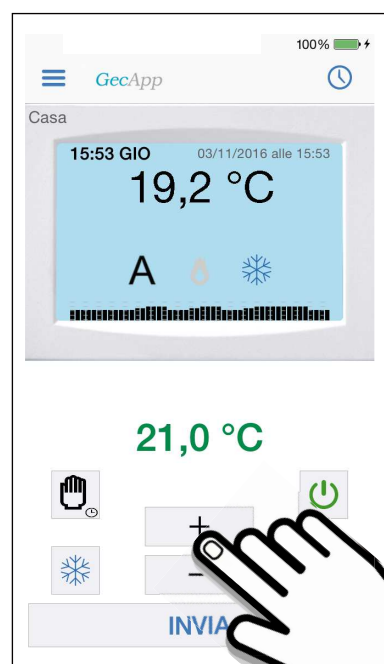 100%
GecApp
Casa
15:53 GIO 03/11/2016 alle 15:53
19,2 °C
A
21,0 °C
+
-
INVIA